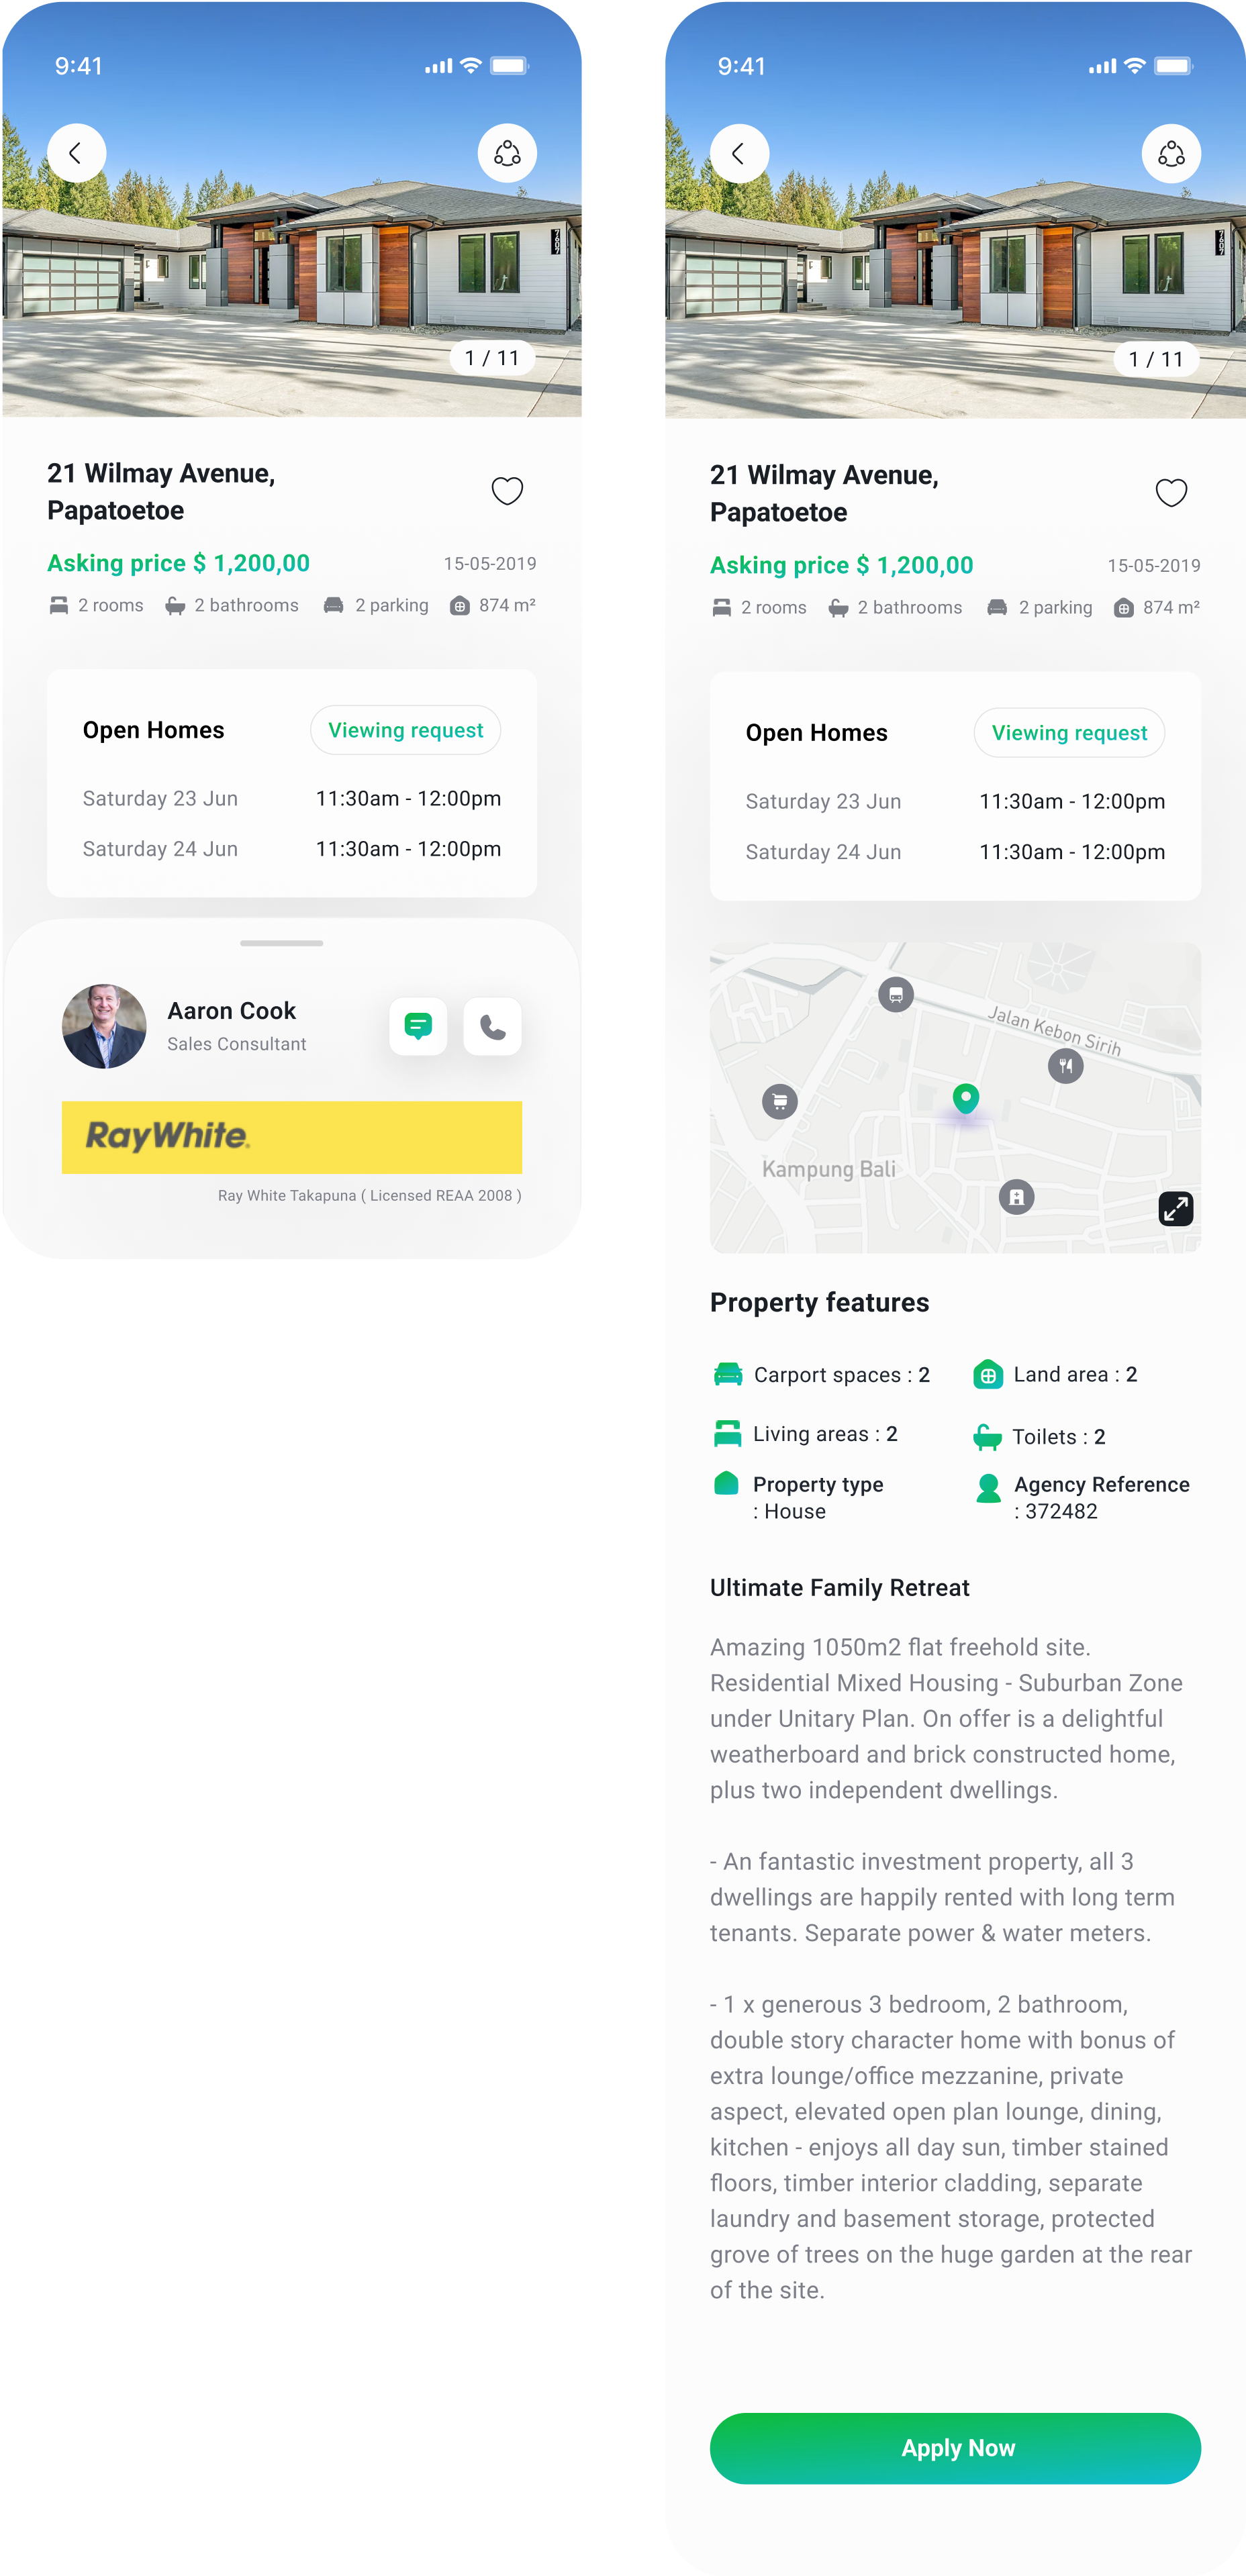 9:41
1 / 11
21 Wilmay Avenue,
Papatoetoe
Asking price $ 1,200,00
15-05-2019
2 rooms 2 bathrooms 2 parking 874 m²
Open Homes
Viewing request
Saturday 23 Jun 11:30am - 12:00pm
Saturday 24 Jun 11:30am - 12:00pm
Aaron Cook
Sales Consultant
RayWhite.
Ray White Takapuna ( Licensed REAA 2008 )
9:41
1 / 11
21 Wilmay Avenue,
Papatoetoe
Asking price $ 1,200,00
15-05-2019
2 rooms 2 bathrooms 2 parking 874 m²
Open Homes
Viewing request
Saturday 23 Jun 11:30am - 12:00pm
Saturday 24 Jun 11:30am - 12:00pm
Jalan Kebon Sirih
Kampung Bali
Property features
Carport spaces : 2 Land area : 2
Living areas : 2 Toilets : 2
Property type
: House
Agency Reference
: 372482
Ultimate Family Retreat
Amazing 1050m2 flat freehold site.
Residential Mixed Housing - Suburban Zone
under Unitary Plan. On offer is a delightful
weatherboard and brick constructed home,
plus two independent dwellings.
- An fantastic investment property, all 3
dwellings are happily rented with long term
tenants. Separate power & water meters.
- 1 x generous 3 bedroom, 2 bathroom,
double story character home with bonus of
extra lounge/office mezzanine, private
aspect, elevated open plan lounge, dining,
kitchen - enjoys all day sun, timber stained
floors, timber interior cladding, separate
laundry and basement storage, protected
grove of trees on the huge garden at the rear
of the site.
Apply Now